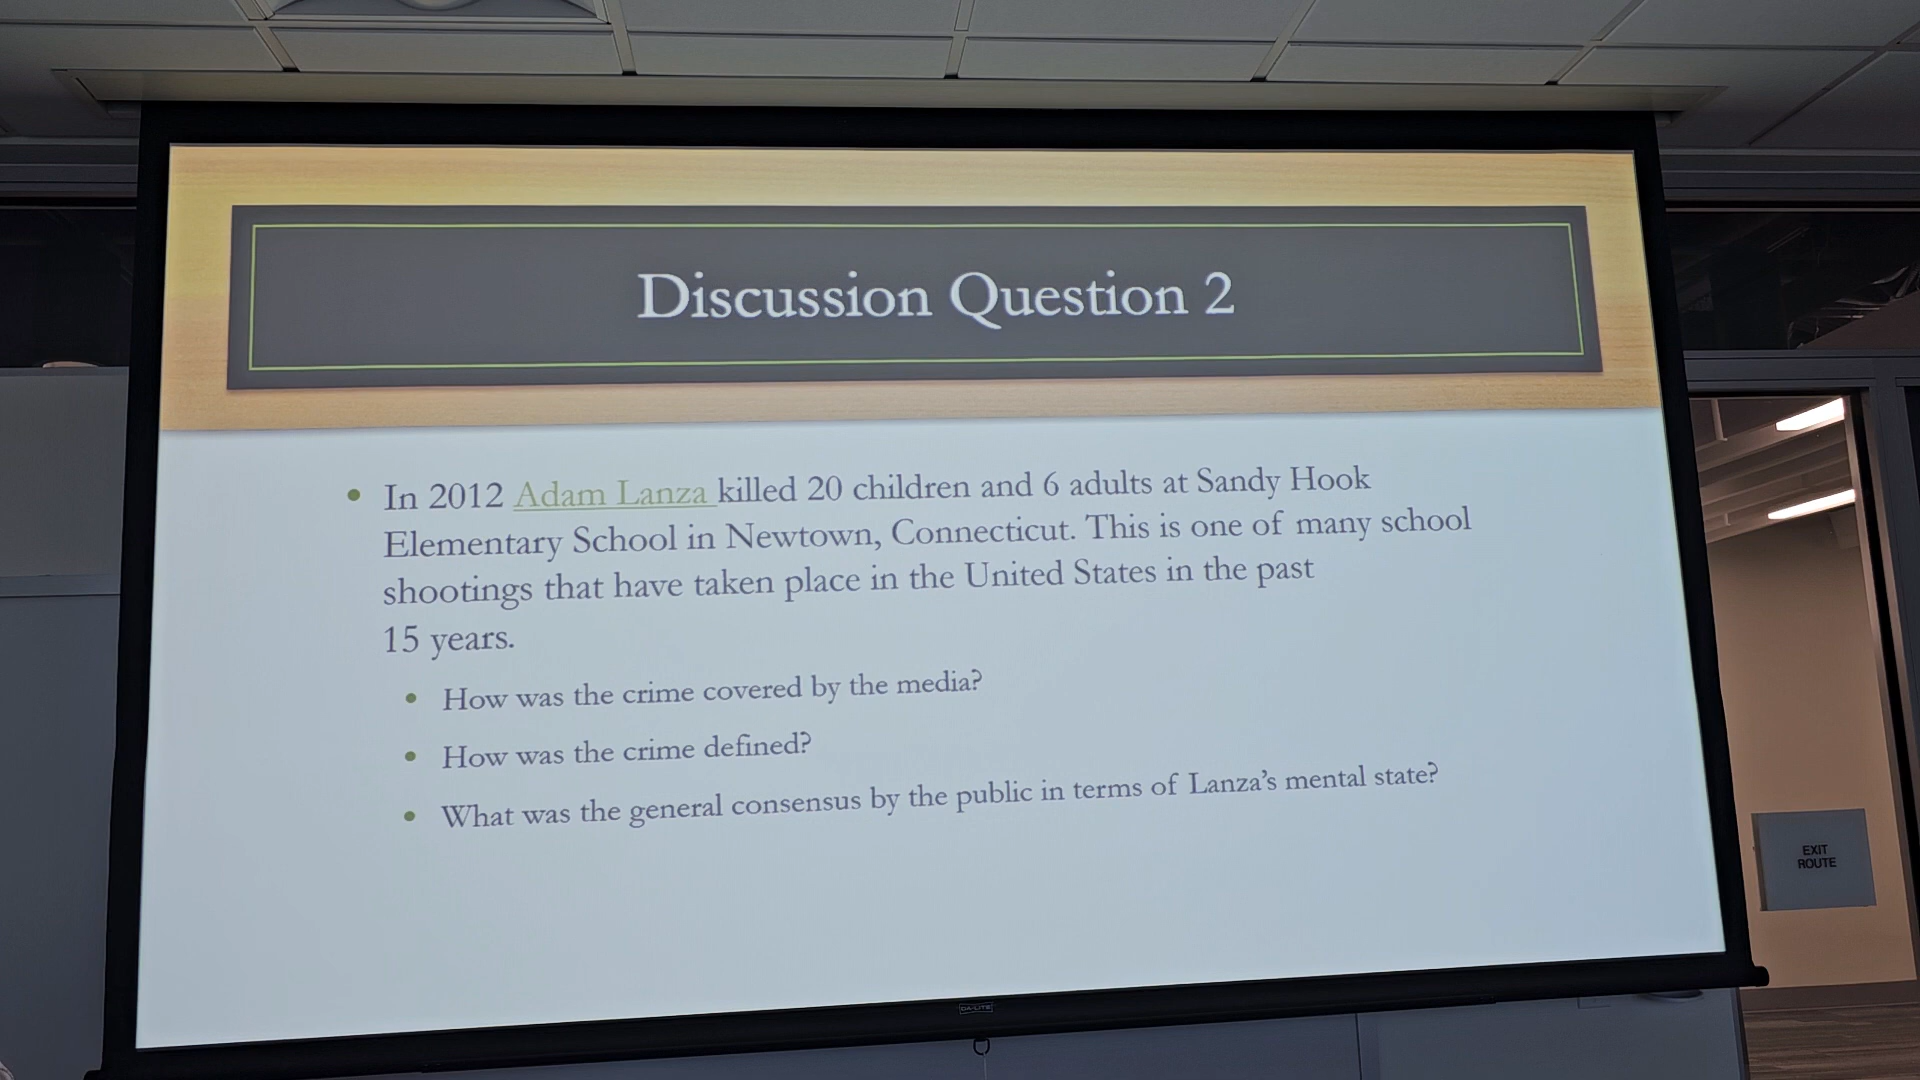 Discussion Question 2
• In 2012 Adam Lanza killed 20 children and 6 adults at Sandy Hook
Elementary School in Newtown, Connecticut. This is one of many school
shootings that have taken place in the United States in the past
15 years.
• How was the crime covered by the media?
• How was the crime defined?
• What was the general consensus by the public in terms of Lanza's mental state?
EXIT
ROUTE
DA-LITE